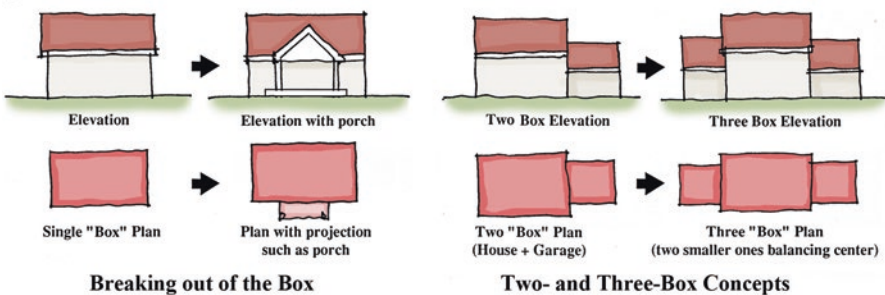 Elevation
Elevation with porch
Two Box Elevation
Three Box Elevation
Single "Box" Plan
Plan with projection
such as porch
Two "Box" Plan
(House + Garage)
Three "Box" Plan
(two smaller ones balancing center)
Breaking out of the Box
Two- and Three-Box Concepts